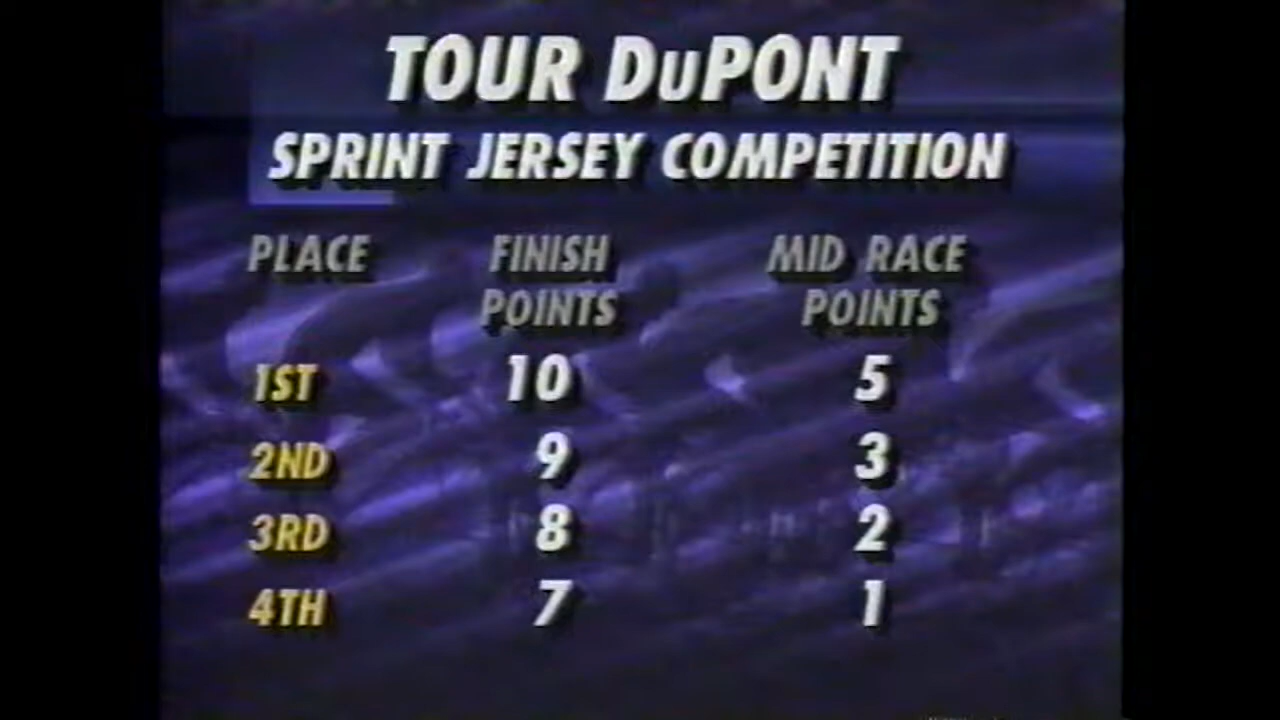 TOUR DuPONT
SPRINT JERSEY COMPETITION
PLACE FINISH POINTS MID RACE POINTS
1ST 10 5
2ND 9 3
3RD 8 2
4TH 7 1